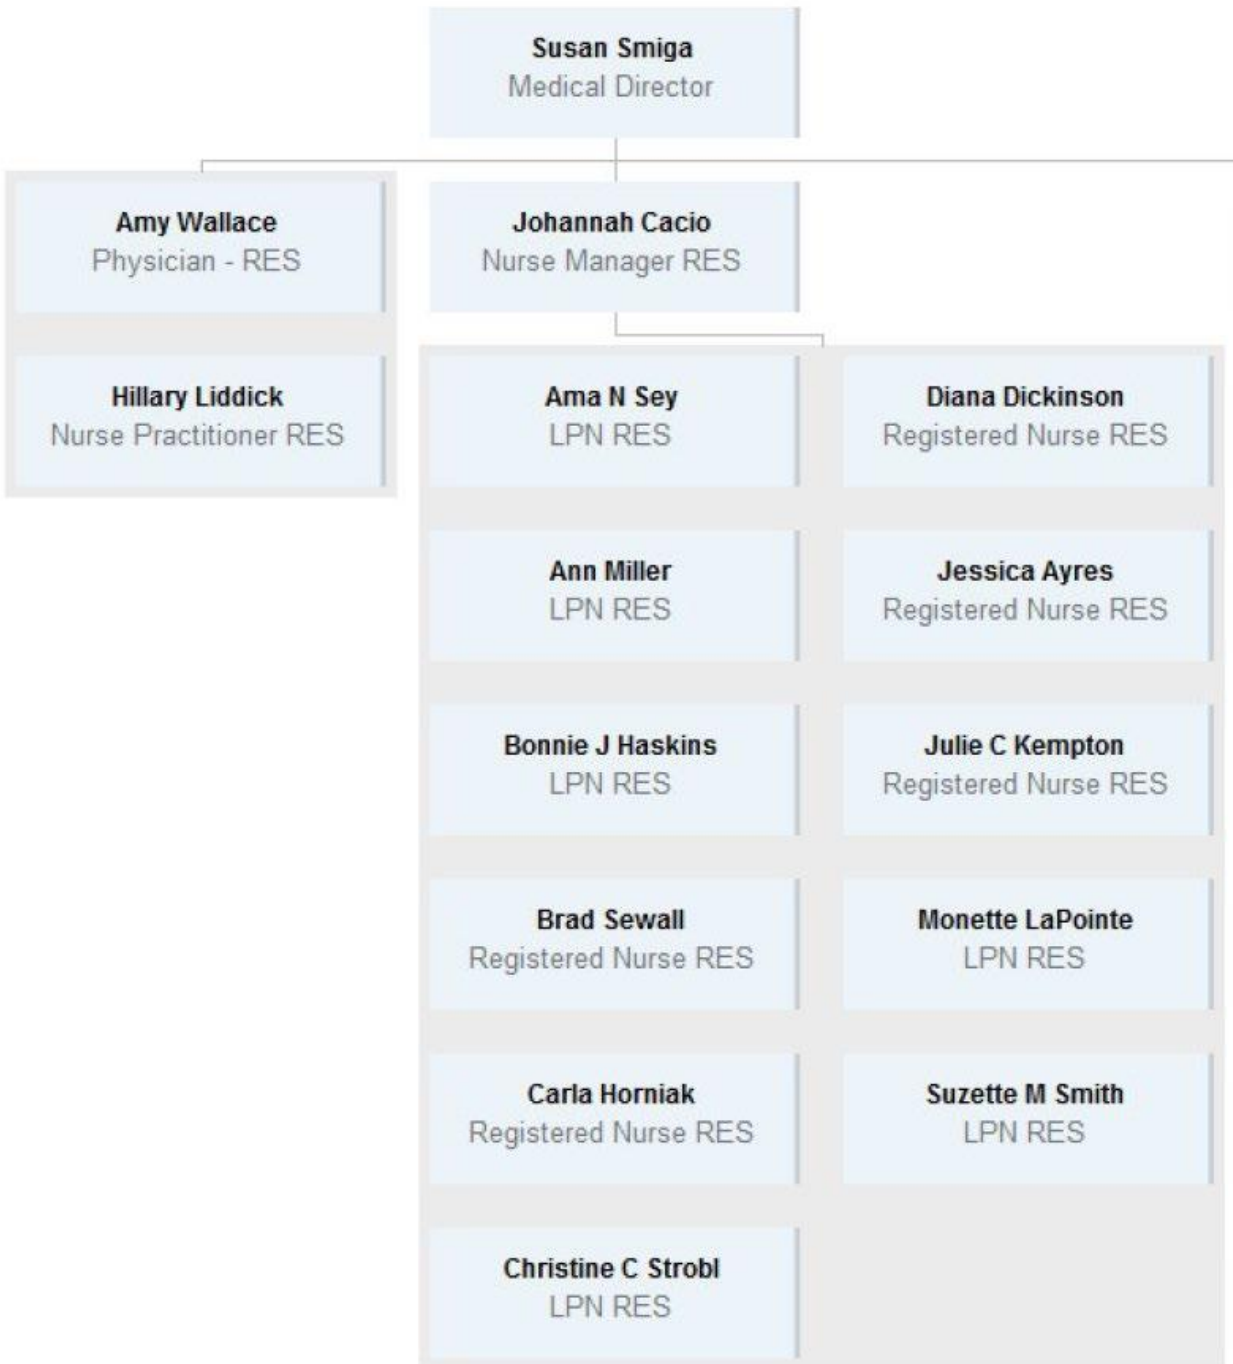 Susan Smiga
Medical Director
Amy Wallace
Physician - RES
Johannah Cacio
Nurse Manager RES
Hillary Liddick
Nurse Practitioner RES
Ama N Sey
LPN RES
Diana Dickinson
Registered Nurse RES
Ann Miller
LPN RES
Jessica Ayres
Registered Nurse RES
Bonnie J Haskins
LPN RES
Julie C Kempton
Registered Nurse RES
Brad Sewall
Registered Nurse RES
Monette LaPointe
LPN RES
Carla Horniak
Registered Nurse RES
Suzette M Smith
LPN RES
Christine C Strobl
LPN RES